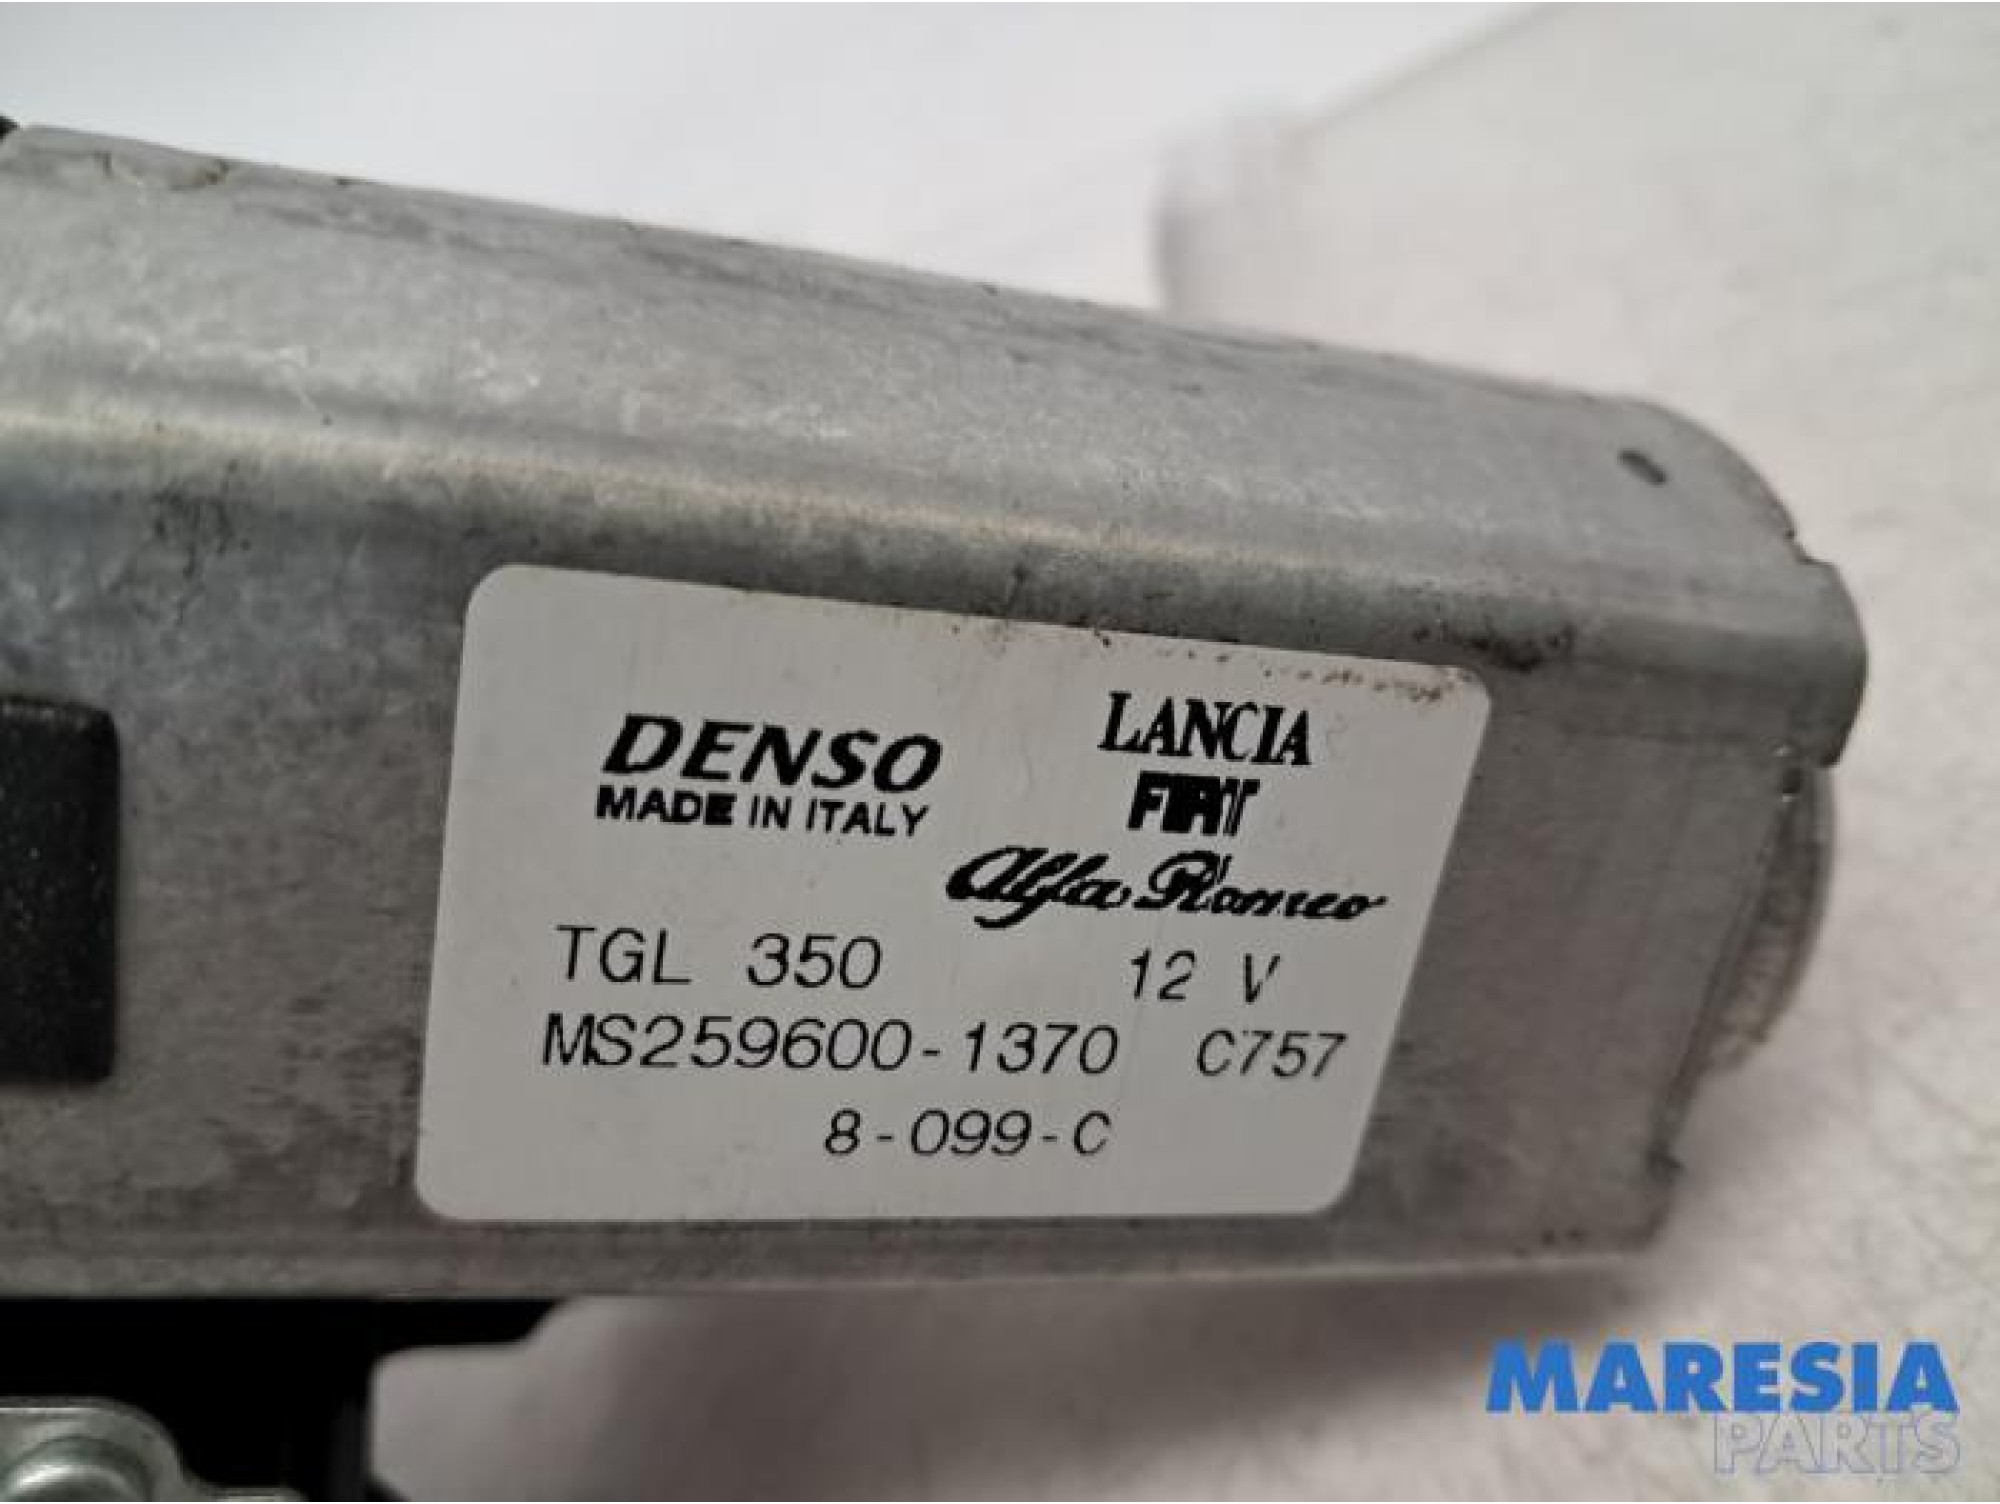 DENSO
MADE IN ITALY
LANCIA
FIAT
Alfa Romeo
TGL 350 12 V
MS259600-1370 C757
8-099-C
MARESIA
PARTS